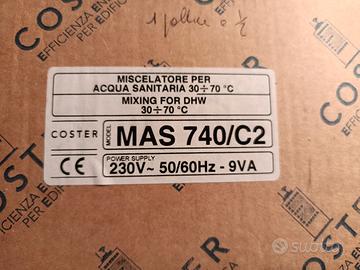 1 pollice e ½
MISCELATORE PER
ACQUA SANITARIA 30÷70 °C
MIXING FOR DHW
30÷70 °C
COSTER
MODEL
MAS 740/C2
CE
POWER SUPPLY
230V~ 50/60Hz - 9VA
COSTER
EFFICIENZA ENERGETICA
PER EDIFICI
subito